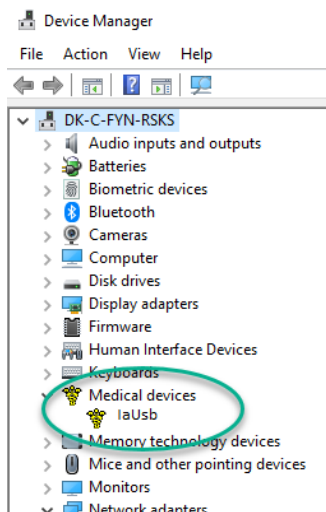 Device Manager
File Action View Help
DK-C-FYN-RSKS
Audio inputs and outputs
Batteries
Biometric devices
Bluetooth
Cameras
Computer
Disk drives
Display adapters
Firmware
Human Interface Devices
Keyboards
Medical devices
IaUsb
Memory technology devices
Mice and other pointing devices
Monitors
Network adapters